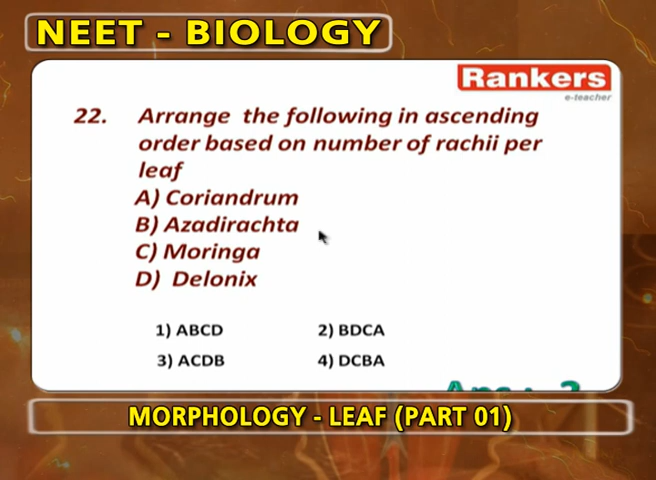 NEET - BIOLOGY
Rankers
e-teacher
22. Arrange the following in ascending
order based on number of rachii per
leaf
A) Coriandrum
B) Azadirachta
C) Moringa
D) Delonix
1) ABCD 2) BDCA
3) ACDB 4) DCBA
MORPHOLOGY - LEAF (PART 01)